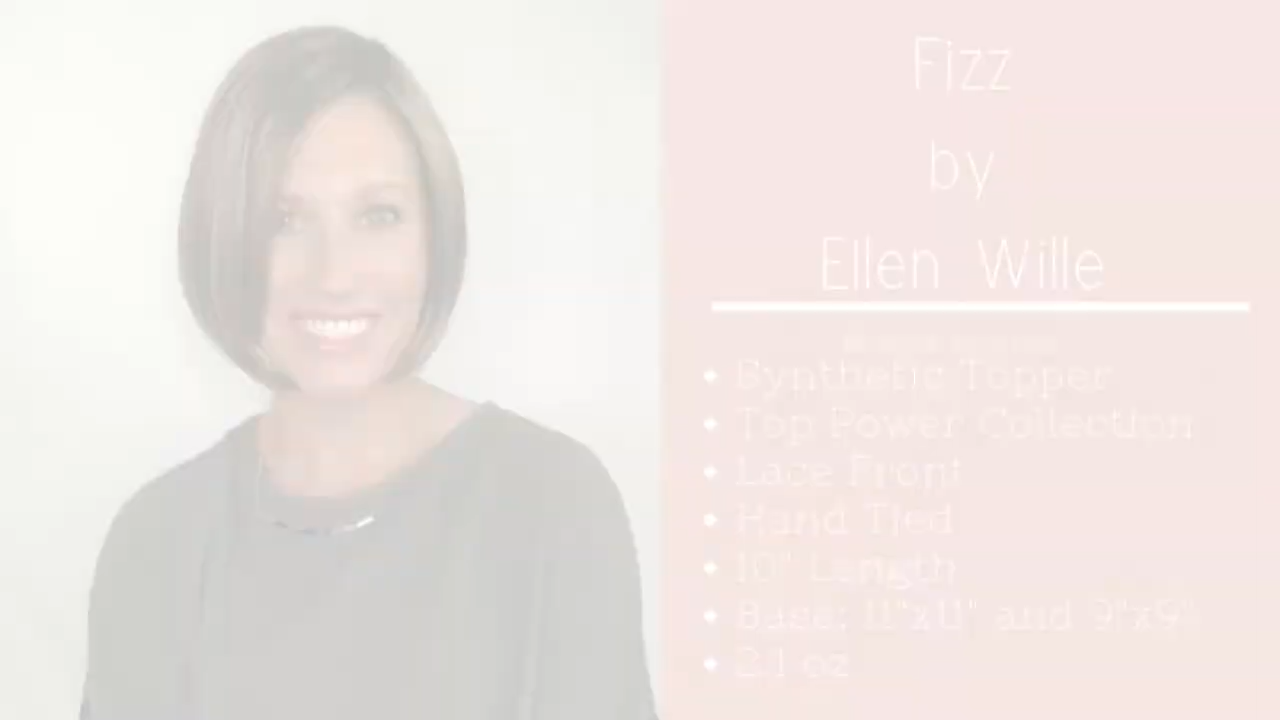 Fizz
by
Ellen Wille
Synthetic Topper
Top Power Collection
Lace Front
Hand Tied
10" Length
Base: 11"x11" and 9"x9"
2.1 oz